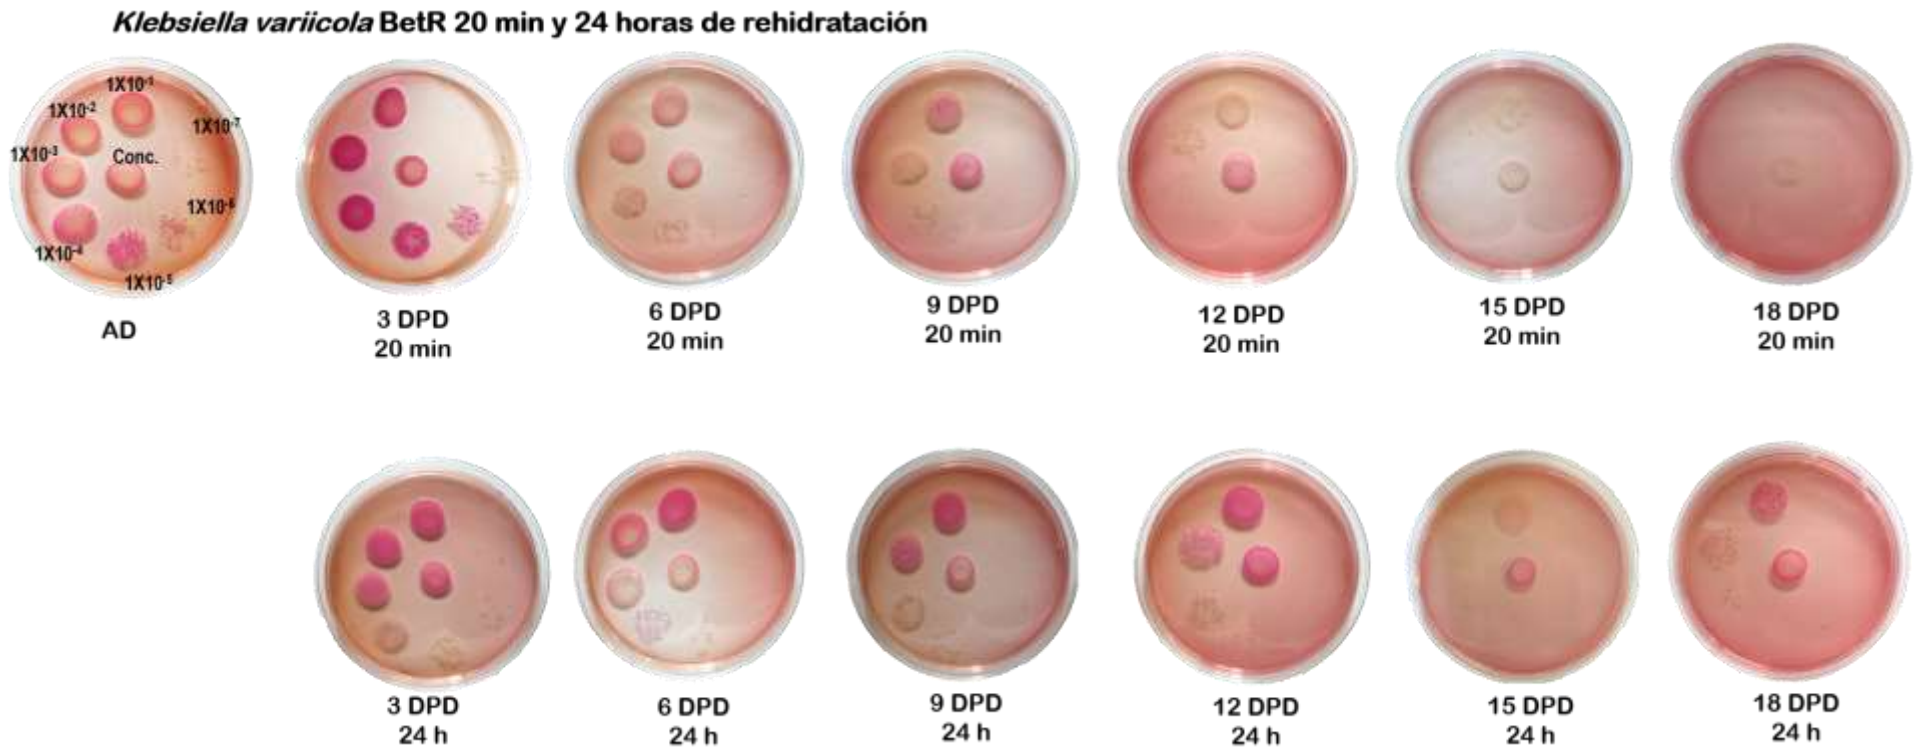 Klebsiella variicola BetR 20 min y 24 horas de rehidratación
1X10-1
1X10-2
1X10-7
1X10-3
Conc.
1X10-6
1X10-4
1X10-5
AD
3 DPD
20 min
6 DPD
20 min
9 DPD
20 min
12 DPD
20 min
15 DPD
20 min
18 DPD
20 min
3 DPD
24 h
6 DPD
24 h
9 DPD
24 h
12 DPD
24 h
15 DPD
24 h
18 DPD
24 h